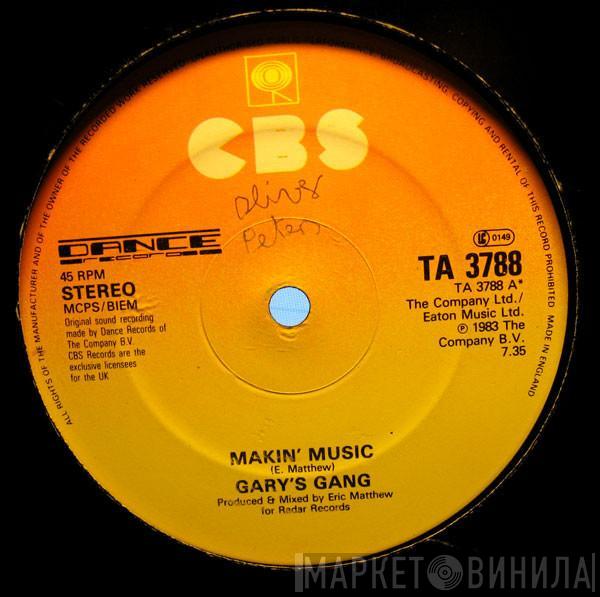 CBS
Oliver
Peters
DANCE
records
45 RPM
STEREO
MCPS/BIEM
Original sound recording
made by Dance Records of
The Company B.V.
CBS Records are the
exclusive licensees
for the UK
LC 0149
TA 3788
TA 3788 A*
The Company Ltd./
Eaton Music Ltd.
℗ 1983 The
Company B.V.
7.35
MAKIN' MUSIC
(E. Matthew)
GARY'S GANG
Produced & Mixed by Eric Matthew
for Radar Records
ALL RIGHTS OF THE MANUFACTURER AND OF THE OWNER OF THE RECORDED WORK BROADCASTING, COPYING AND RENTAL OF THIS RECORD PROHIBITED. MADE IN ENGLAND
МАРКЕТ ВИНИЛА